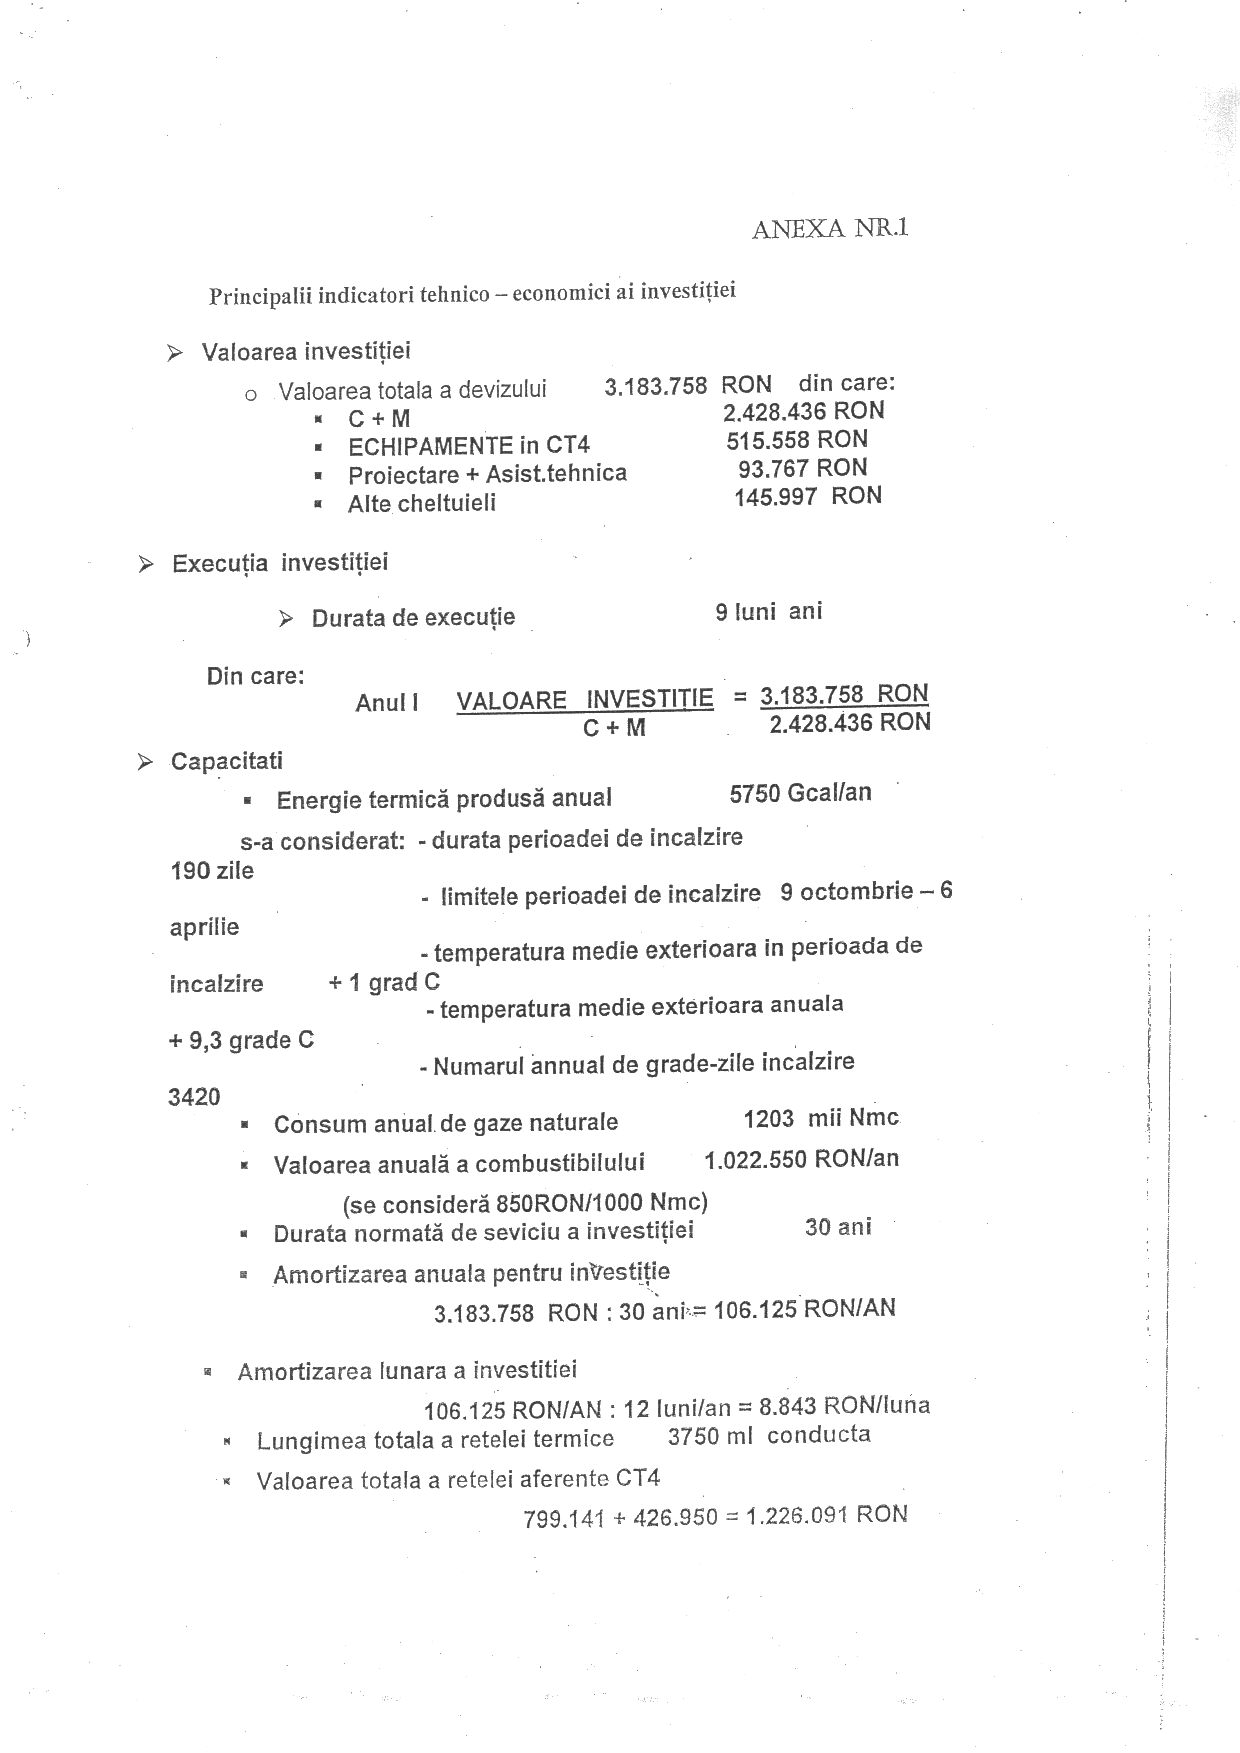 ANEXA NR.1
Principalii indicatori tehnico – economici ai investiției
➢ Valoarea investiției
o Valoarea totala a devizului 3.183.758 RON din care:
▪ C + M 2.428.436 RON
▪ ECHIPAMENTE in CT4 515.558 RON
▪ Proiectare + Asist.tehnica 93.767 RON
▪ Alte cheltuieli 145.997 RON
➢ Execuția investiției
➢ Durata de execuție 9 luni ani
Din care:
Anul I VALOARE INVESTITIE = 3.183.758 RON
C + M 2.428.436 RON
➢ Capacitati
▪ Energie termică produsă anual 5750 Gcal/an
s-a considerat: - durata perioadei de incalzire
190 zile
- limitele perioadei de incalzire 9 octombrie – 6
aprilie
- temperatura medie exterioara in perioada de
incalzire + 1 grad C
- temperatura medie exterioara anuala
+ 9,3 grade C
- Numarul annual de grade-zile incalzire
3420
▪ Consum anual de gaze naturale 1203 mii Nmc
▪ Valoarea anuală a combustibilului 1.022.550 RON/an
(se consideră 850RON/1000 Nmc)
▪ Durata normată de seviciu a investiției 30 ani
▪ Amortizarea anuala pentru investiție
3.183.758 RON : 30 ani = 106.125 RON/AN
▪ Amortizarea lunara a investitiei
106.125 RON/AN : 12 luni/an = 8.843 RON/luna
▪ Lungimea totala a retelei termice 3750 ml conducta
▪ Valoarea totala a retelei aferente CT4
799.141 + 426.950 = 1.226.091 RON